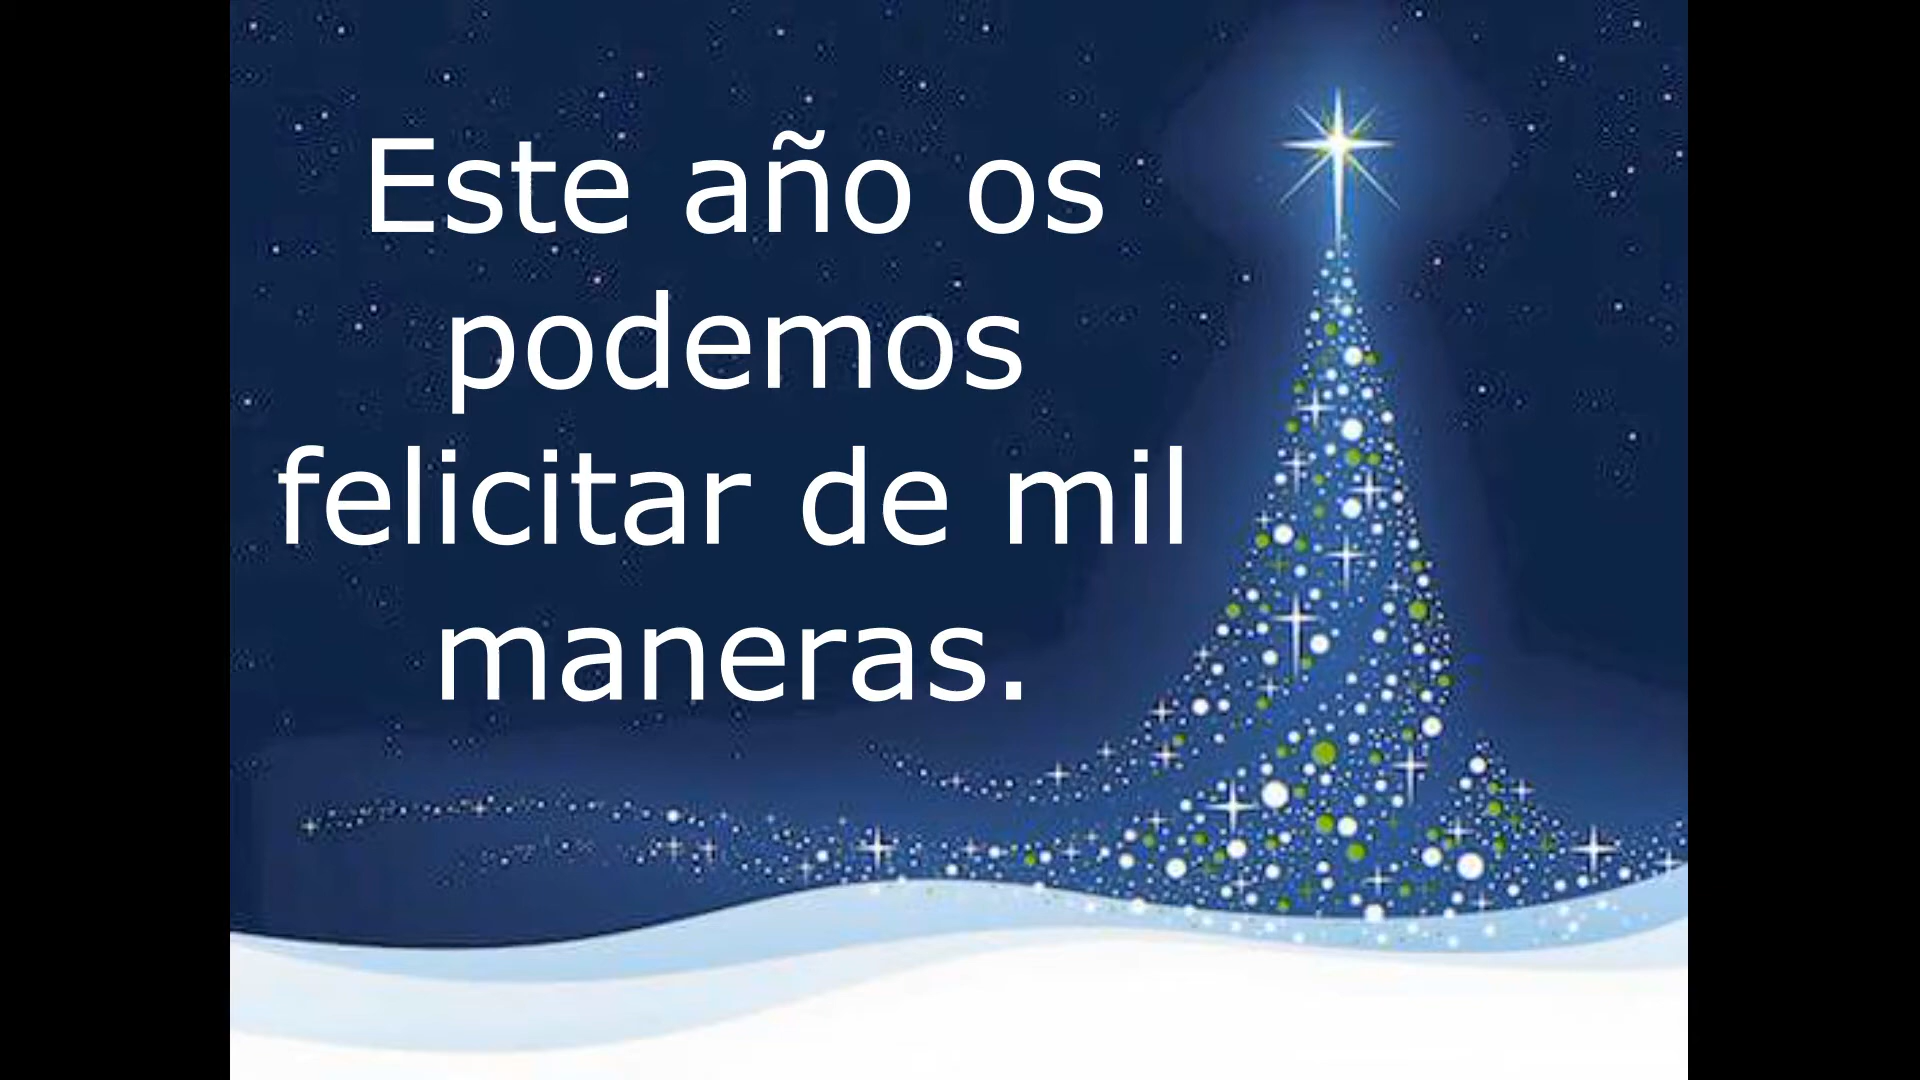 Este año os
podemos
felicitar de mil
maneras.